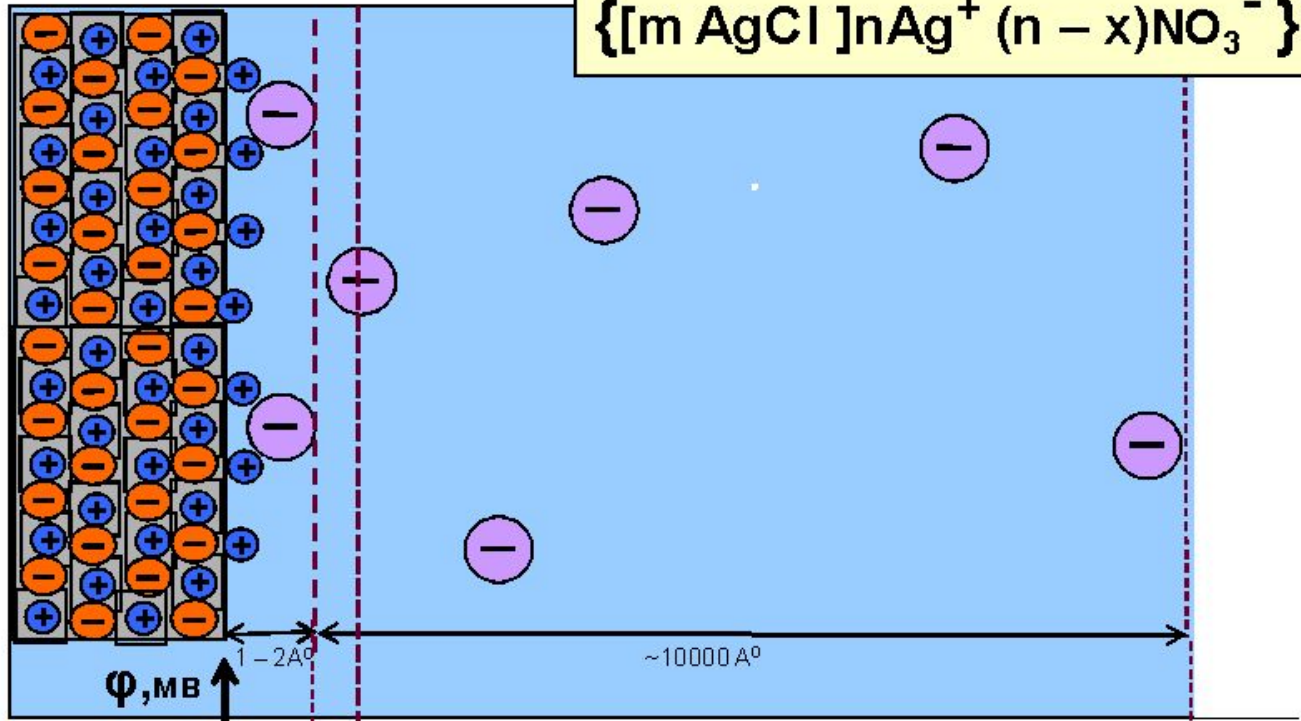 {[m AgCl ]nAg⁺ (n – x)NO₃⁻ }
1 – 2Aº
~10000 Aº
φ,мв